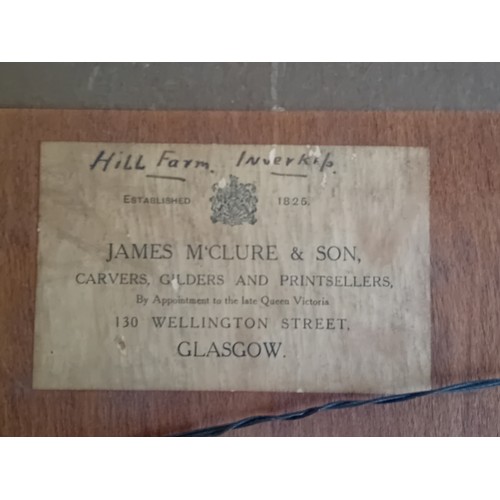 Hill Farm. Inverkip.
ESTABLISHED 1825.
JAMES M'CLURE & SON,
CARVERS, GILDERS AND PRINTSELLERS,
By Appointment to the late Queen Victoria.
130 WELLINGTON STREET,
GLASGOW.